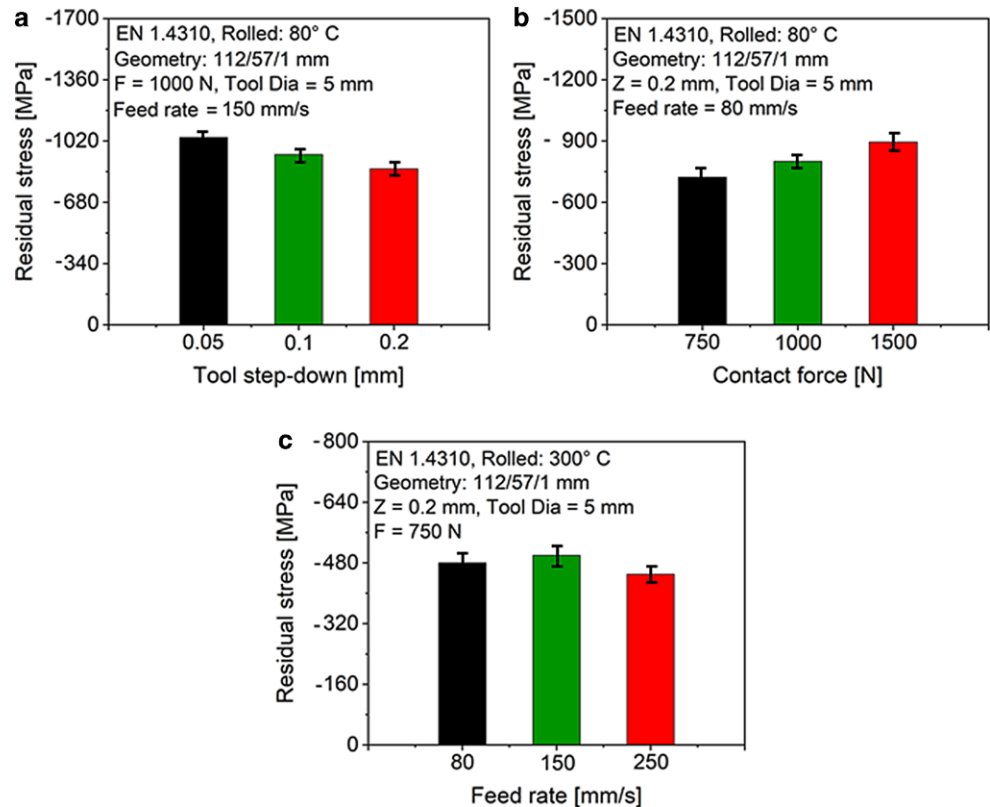 a
EN 1.4310, Rolled: 80° C
Geometry: 112/57/1 mm
F = 1000 N, Tool Dia = 5 mm
Feed rate = 150 mm/s
Residual stress [MPa]
-1700
-1360
-1020
-680
-340
0
0.05 0.1 0.2
Tool step-down [mm]
b
EN 1.4310, Rolled: 80° C
Geometry: 112/57/1 mm
Z = 0.2 mm, Tool Dia = 5 mm
Feed rate = 80 mm/s
Residual stress [MPa]
-1500
-1200
-900
-600
-300
0
750 1000 1500
Contact force [N]
c
EN 1.4310, Rolled: 300° C
Geometry: 112/57/1 mm
Z = 0.2 mm, Tool Dia = 5 mm
F = 750 N
Residual stress [MPa]
-800
-640
-480
-320
-160
0
80 150 250
Feed rate [mm/s]